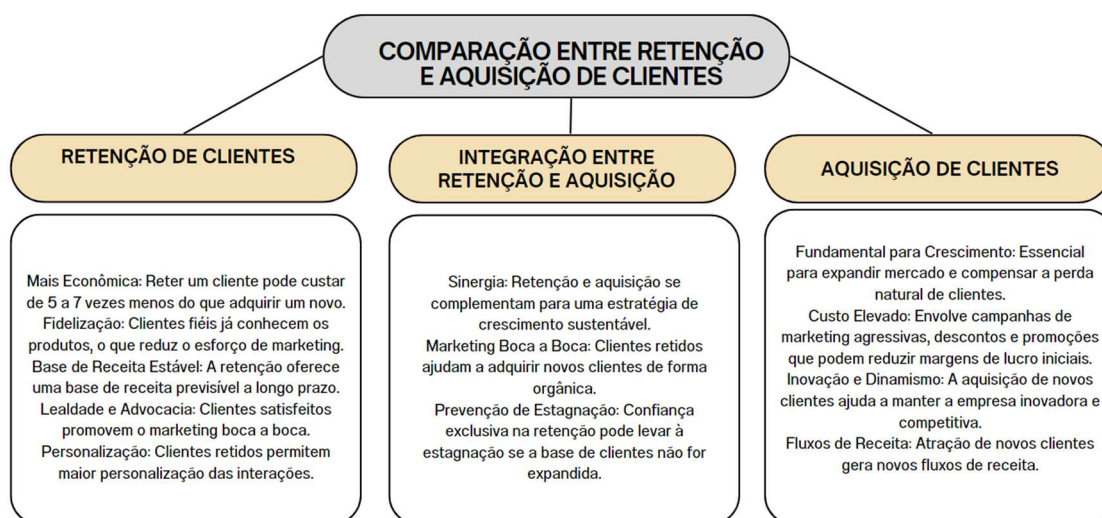 COMPARAÇÃO ENTRE RETENÇÃO
E AQUISIÇÃO DE CLIENTES
RETENÇÃO DE CLIENTES
Mais Econômica: Reter um cliente pode custar
de 5 a 7 vezes menos do que adquirir um novo.
Fidelização: Clientes fiéis já conhecem os
produtos, o que reduz o esforço de marketing.
Base de Receita Estável: A retenção oferece
uma base de receita previsível a longo prazo.
Lealdade e Advocacia: Clientes satisfeitos
promovem o marketing boca a boca.
Personalização: Clientes retidos permitem
maior personalização das interações.
INTEGRAÇÃO ENTRE
RETENÇÃO E AQUISIÇÃO
Sinergia: Retenção e aquisição se
complementam para uma estratégia de
crescimento sustentável.
Marketing Boca a Boca: Clientes retidos
ajudam a adquirir novos clientes de forma
orgânica.
Prevenção de Estagnação: Confiança
exclusiva na retenção pode levar à
estagnação se a base de clientes não for
expandida.
AQUISIÇÃO DE CLIENTES
Fundamental para Crescimento: Essencial
para expandir mercado e compensar a perda
natural de clientes.
Custo Elevado: Envolve campanhas de
marketing agressivas, descontos e promoções
que podem reduzir margens de lucro iniciais.
Inovação e Dinamismo: A aquisição de novos
clientes ajuda a manter a empresa inovadora e
competitiva.
Fluxos de Receita: Atração de novos clientes
gera novos fluxos de receita.